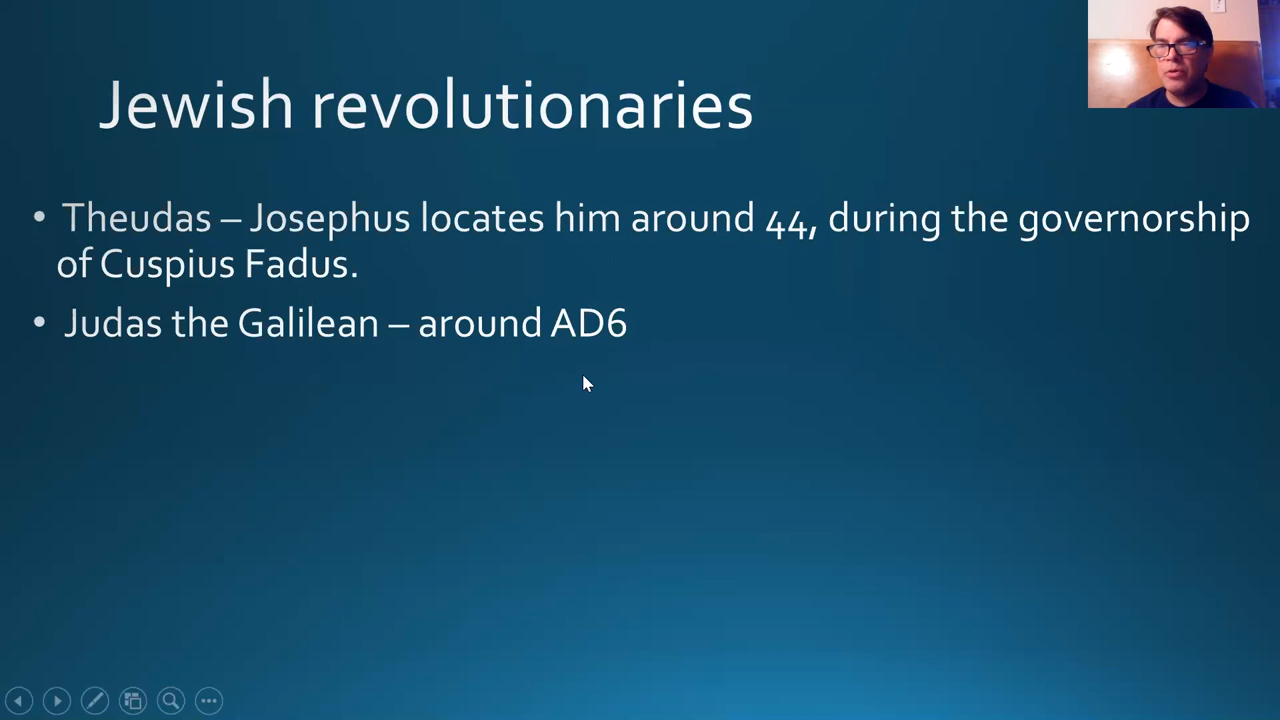 Jewish revolutionaries
• Theudas – Josephus locates him around 44, during the governorship
of Cuspius Fadus.
• Judas the Galilean – around AD6